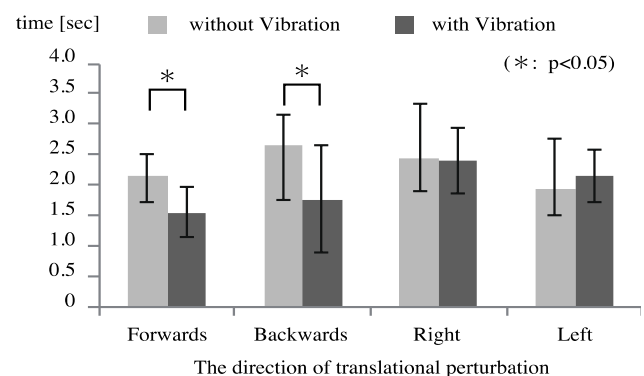 time [sec]
without Vibration
with Vibration
(*: p<0.05)
4.0
3.5
3.0
2.5
2.0
1.5
1.0
0.5
0
*
*
Forwards
Backwards
Right
Left
The direction of translational perturbation